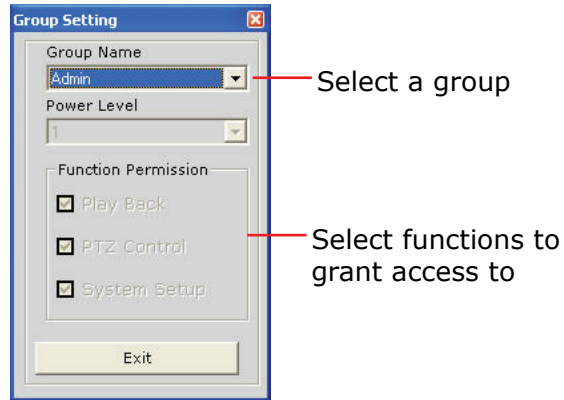 Group Setting
Group Name
Admin
Select a group
Power Level
1
Function Permission
Play Back
PTZ Control
Select functions to
grant access to
System Setup
Exit